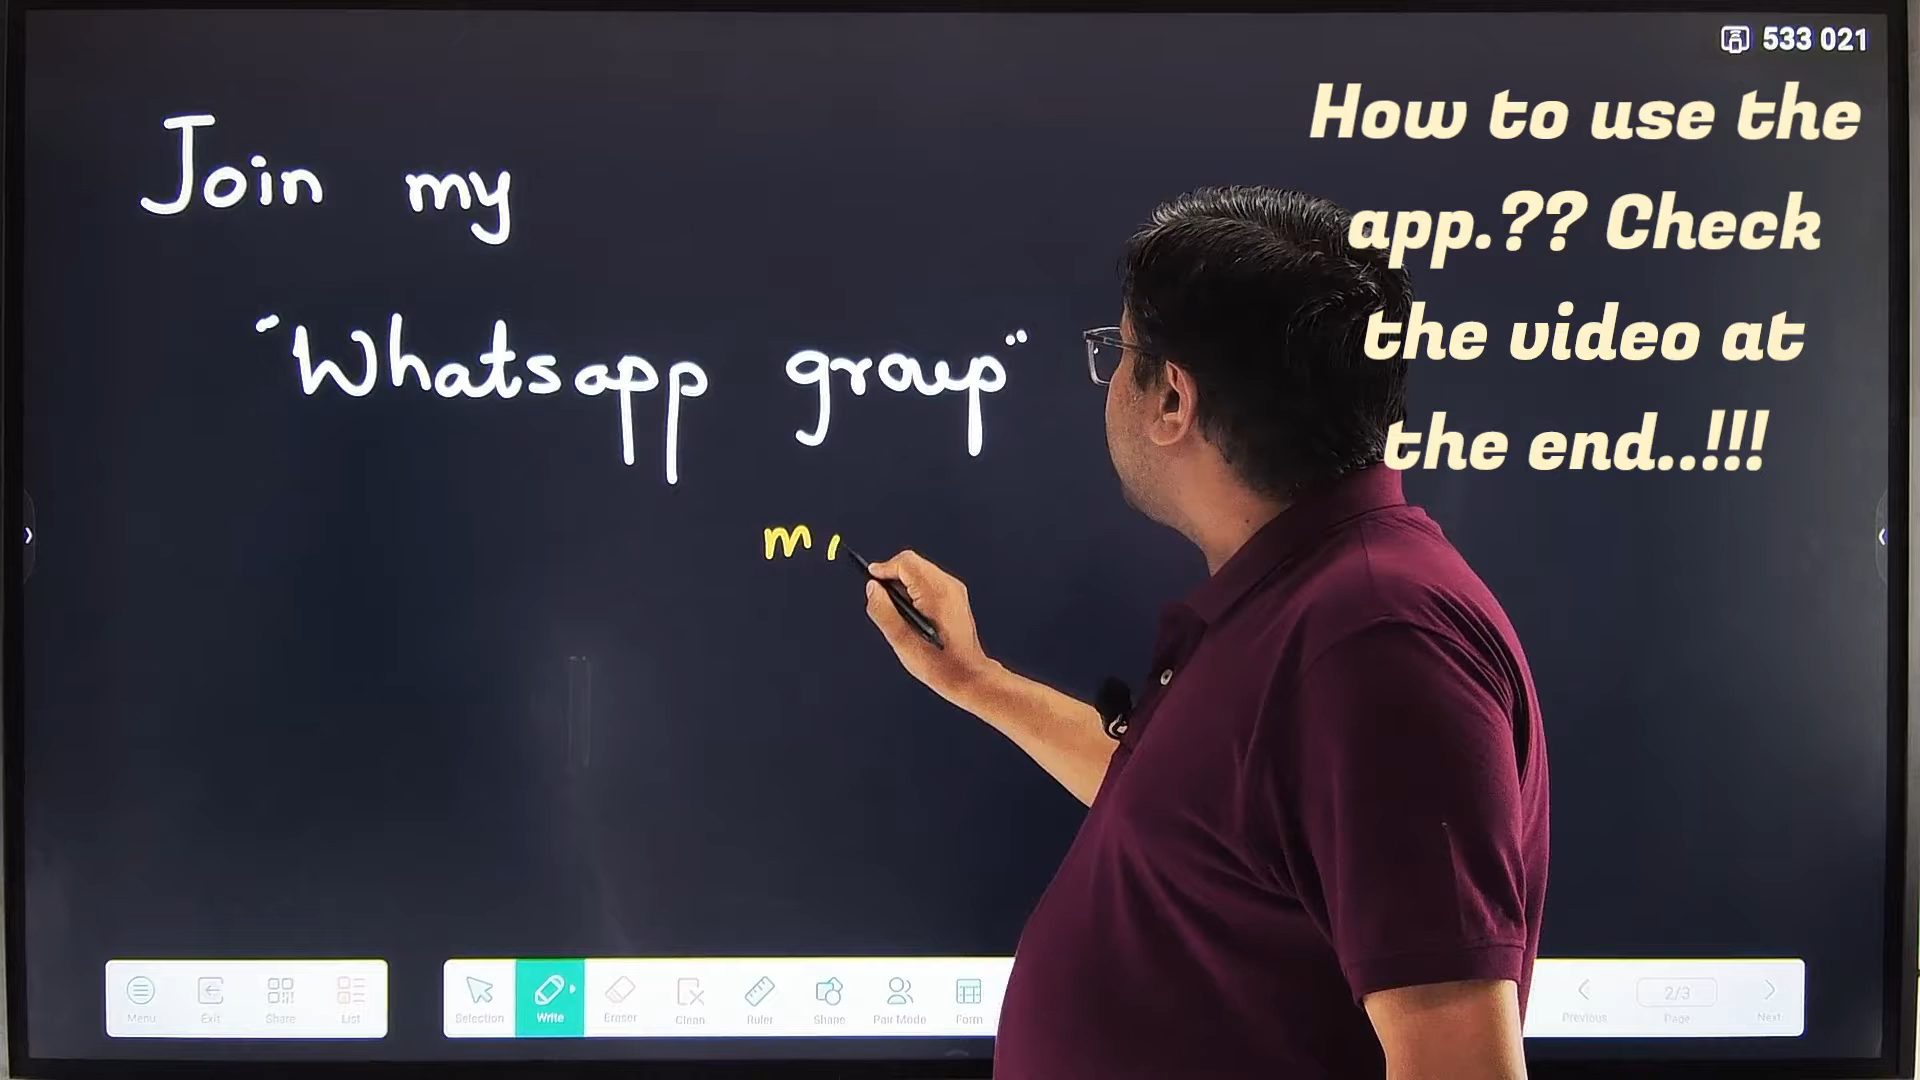 533 021
How to use the
app.?? Check
the video at
the end..!!!
Join my
"Whatsapp group"
m
Menu Exit Share List
Selection Write Eraser Clean Ruler Shape Pair Mode Form
Previous 2/3 Page Next